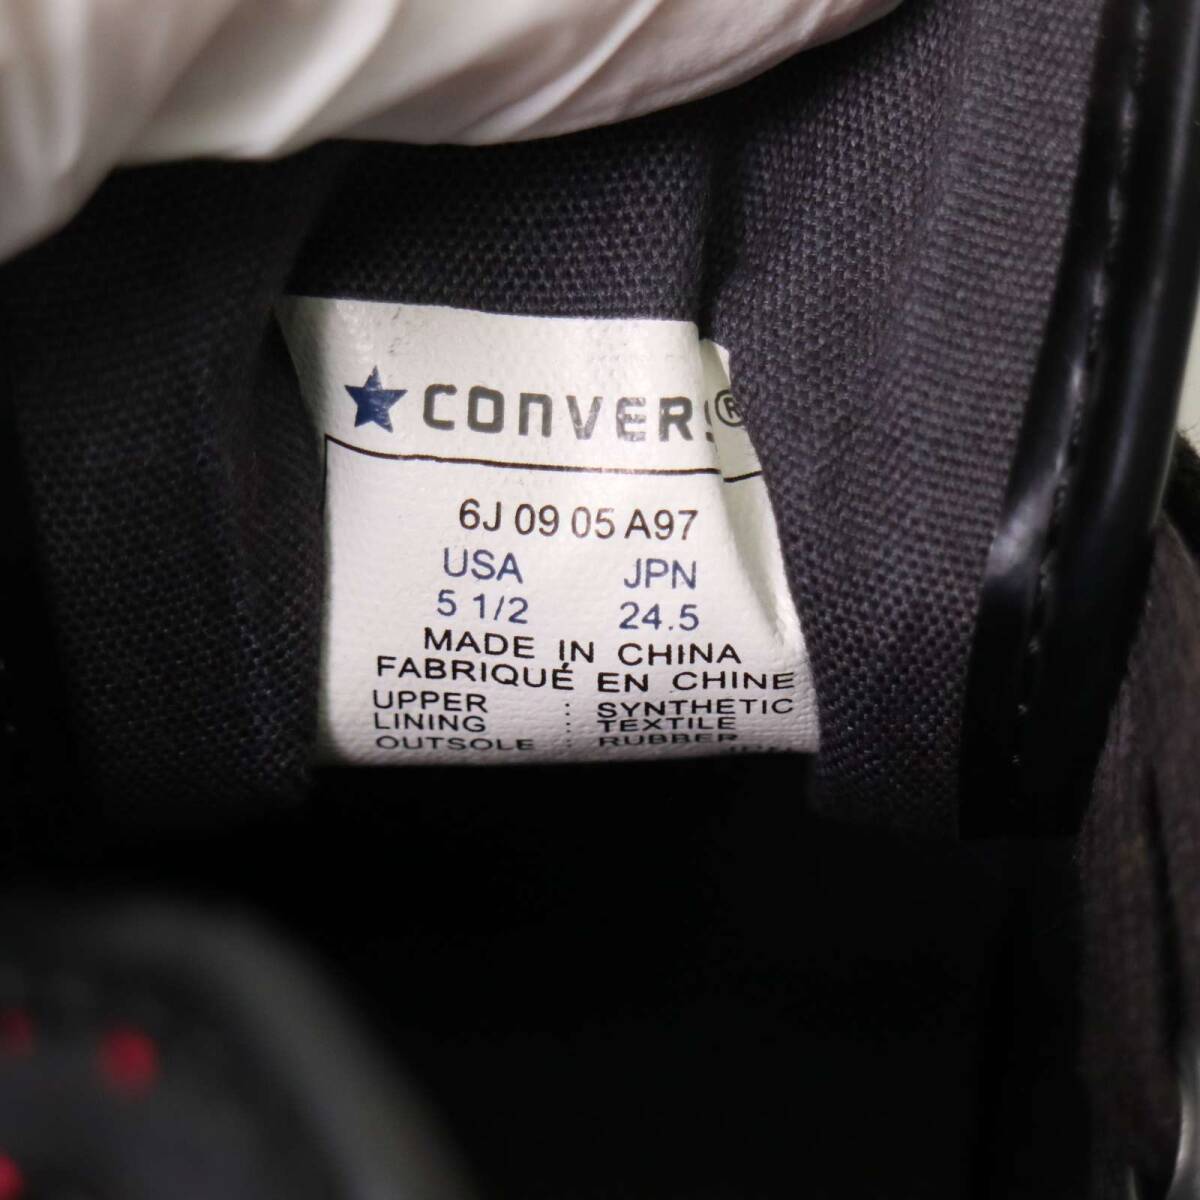 ★ CONVERS®
6J 09 05 A97
USA JPN
5 1/2 24.5
MADE IN CHINA
FABRIQUÉ EN CHINE
UPPER : SYNTHETIC
LINING : TEXTILE
OUTSOLE : RUBBER